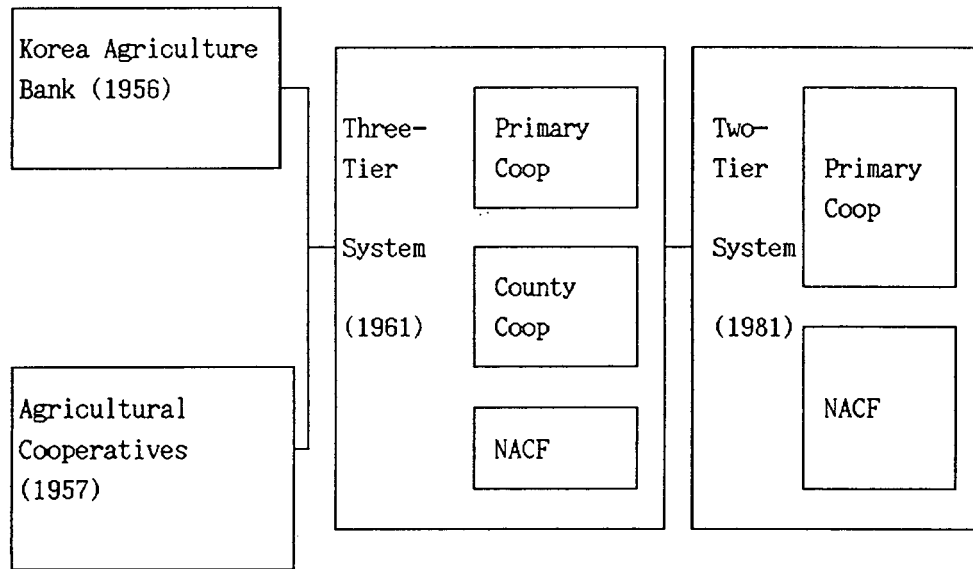 Korea Agriculture
Bank (1956)
Agricultural
Cooperatives
(1957)
Three-
Tier
System
(1961)
Primary
Coop
County
Coop
NACF
Two-
Tier
System
(1981)
Primary
Coop
NACF